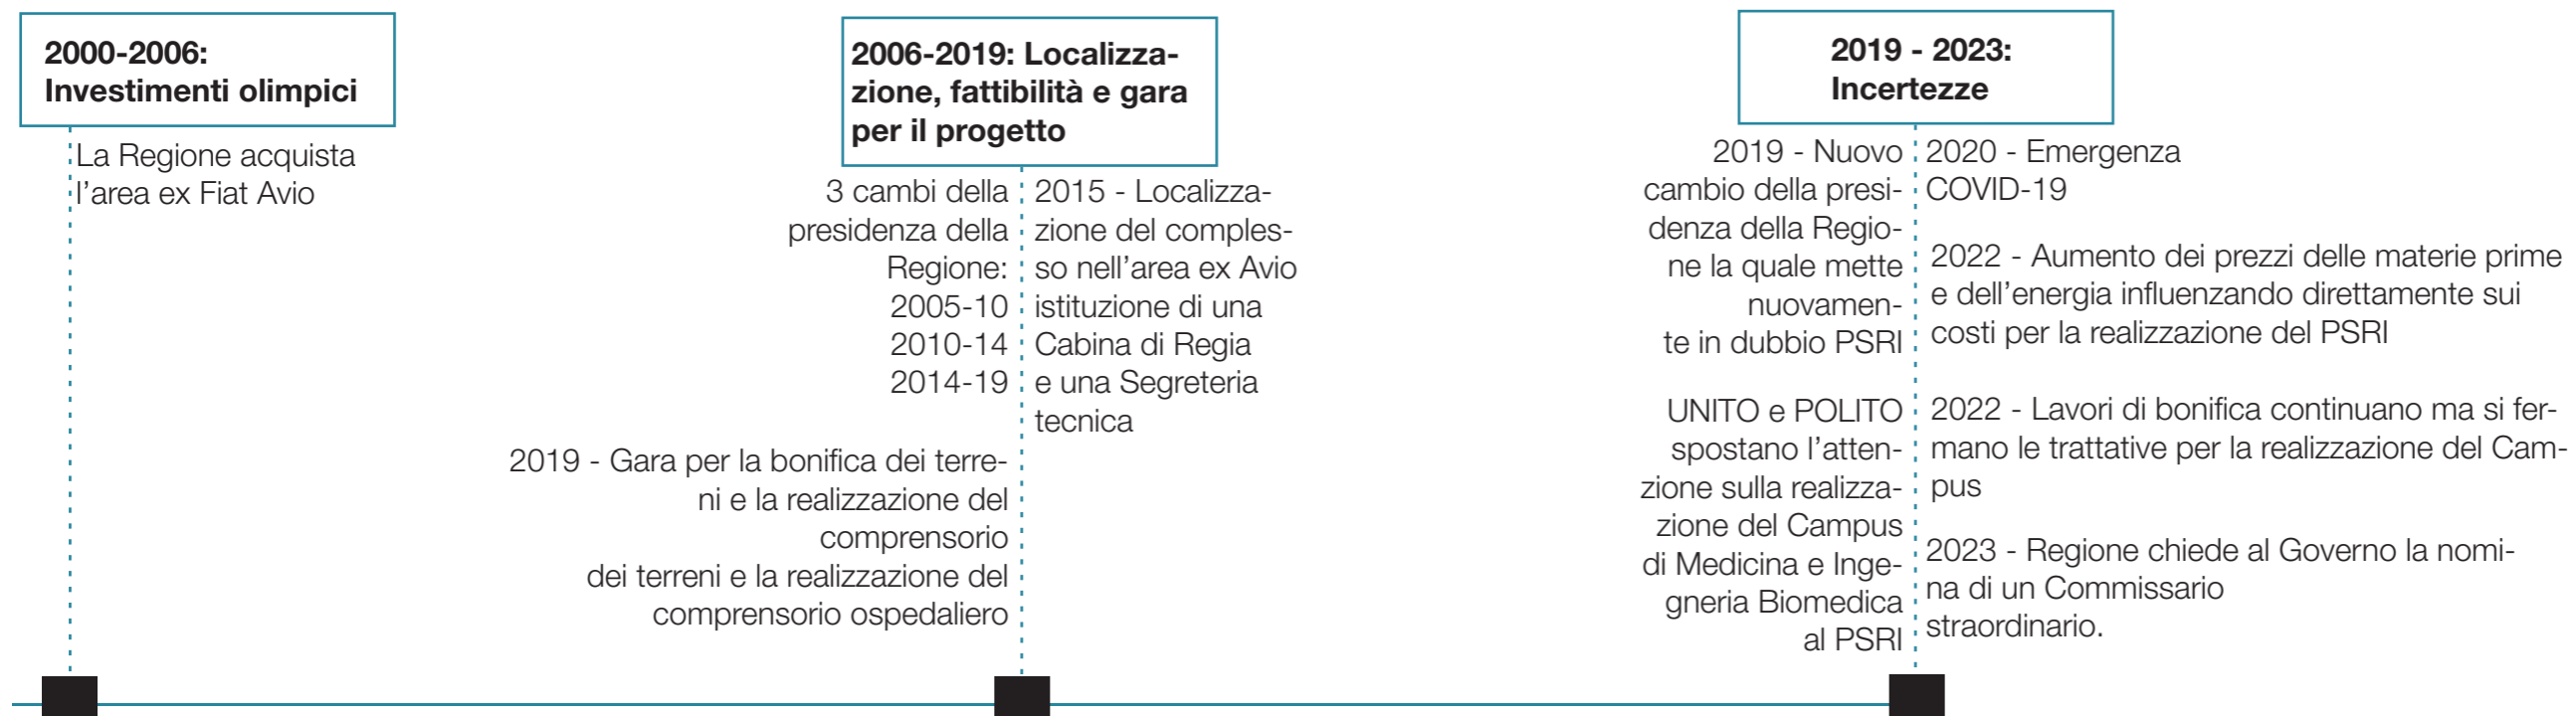 2000-2006:
Investimenti olimpici
La Regione acquista
l’area ex Fiat Avio
2006-2019: Localizza-
zione, fattibilità e gara
per il progetto
3 cambi della
presidenza della
Regione:
2005-10
2010-14
2014-19
2019 - Gara per la bonifica dei terre-
ni e la realizzazione del
comprensorio
dei terreni e la realizzazione del
comprensorio ospedaliero
2015 - Localizza-
zione del comples-
so nell’area ex Avio
istituzione di una
Cabina di Regia
e una Segreteria
tecnica
2019 - 2023:
Incertezze
2019 - Nuovo
cambio della presi-
denza della Regio-
ne la quale mette
nuovamen-
te in dubbio PSRI
UNITO e POLITO
spostano l’atten-
zione sulla realizza-
zione del Campus
di Medicina e Inge-
gneria Biomedica
al PSRI
2020 - Emergenza
COVID-19
2022 - Aumento dei prezzi delle materie prime
e dell’energia influenzando direttamente sui
costi per la realizzazione del PSRI
2022 - Lavori di bonifica continuano ma si fer-
mano le trattative per la realizzazione del Cam-
pus
2023 - Regione chiede al Governo la nomi-
na di un Commissario
straordinario.